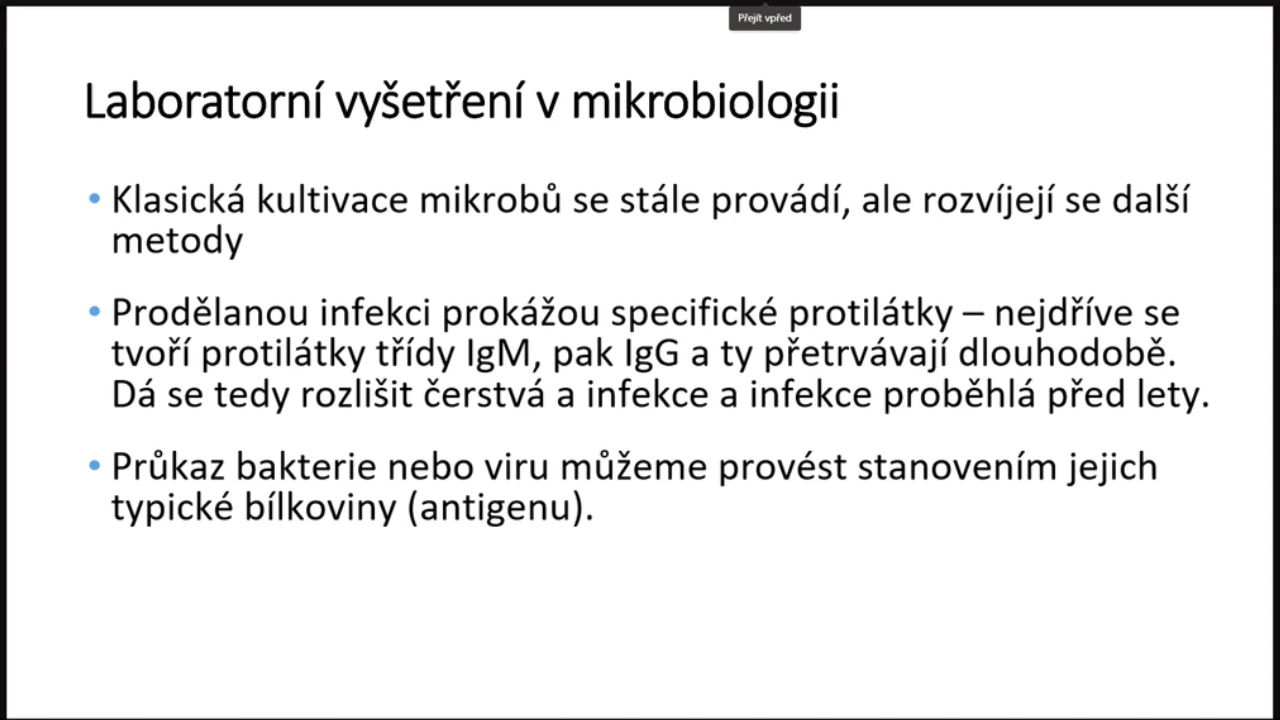 Přejít vpřed
Laboratorní vyšetření v mikrobiologii
• Klasická kultivace mikrobů se stále provádí, ale rozvíjejí se další
metody
• Prodělanou infekci prokážou specifické protilátky – nejdříve se
tvoří protilátky třídy IgM, pak IgG a ty přetrvávají dlouhodobě.
Dá se tedy rozlišit čerstvá a infekce a infekce proběhlá před lety.
• Průkaz bakterie nebo viru můžeme provést stanovením jejich
typické bílkoviny (antigenu).